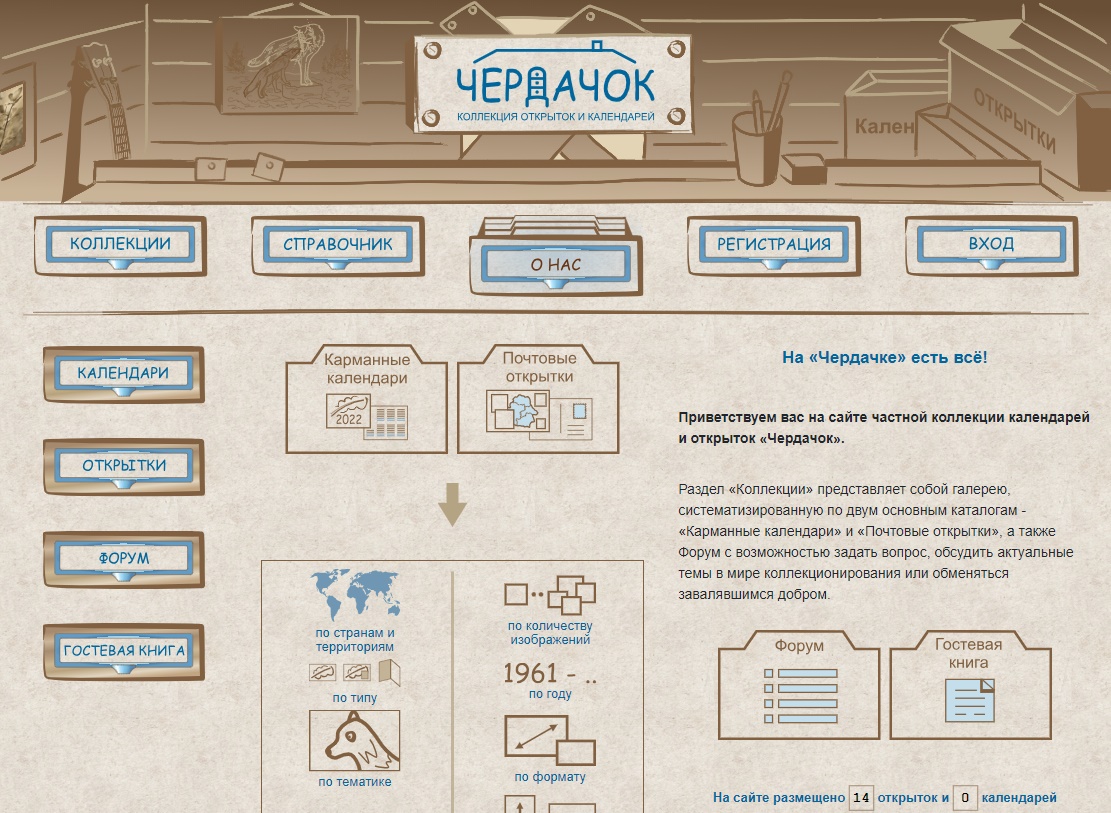 ЧЕРДАЧОК
КОЛЛЕКЦИЯ ОТКРЫТОК И КАЛЕНДАРЕЙ
Кален
ОТКРЫТКИ
КОЛЛЕКЦИИ
СПРАВОЧНИК
О НАС
РЕГИСТРАЦИЯ
ВХОД
КАЛЕНДАРИ
ОТКРЫТКИ
ФОРУМ
ГОСТЕВАЯ КНИГА
Карманные
календари
2022
Почтовые
открытки
по странам и
территориям
по типу
по тематике
по количеству
изображений
1961 - ..
по году
по формату
На «Чердачке» есть всё!
Приветствуем вас на сайте частной коллекции календарей
и открыток «Чердачок».
Раздел «Коллекции» представляет собой галерею,
систематизированную по двум основным каталогам -
«Карманные календари» и «Почтовые открытки», а также
Форум с возможностью задать вопрос, обсудить актуальные
темы в мире коллекционирования или обменяться
завалявшимся добром.
Форум
Гостевая
книга
На сайте размещено 14 открыток и 0 календарей